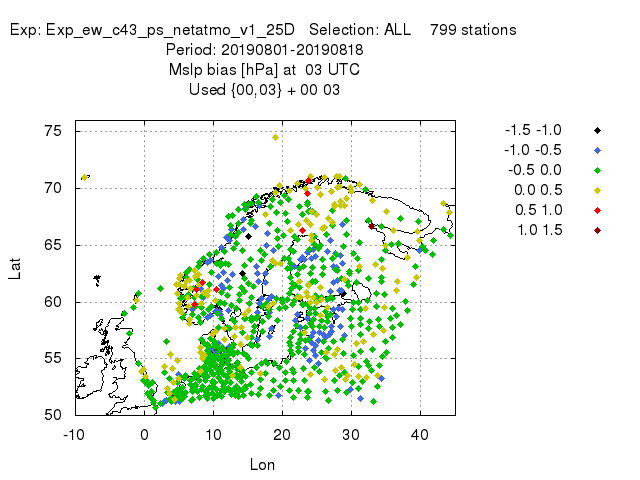 Exp: Exp_ew_c43_ps_netatmo_v1_25D Selection: ALL 799 stations
Period: 20190801-20190818
Mslp bias [hPa] at 03 UTC
Used {00,03} + 00 03
75
70
65
60
55
50
-10 0 10 20 30 40
Lat
Lon
-1.5 -1.0
-1.0 -0.5
-0.5 0.0
0.0 0.5
0.5 1.0
1.0 1.5